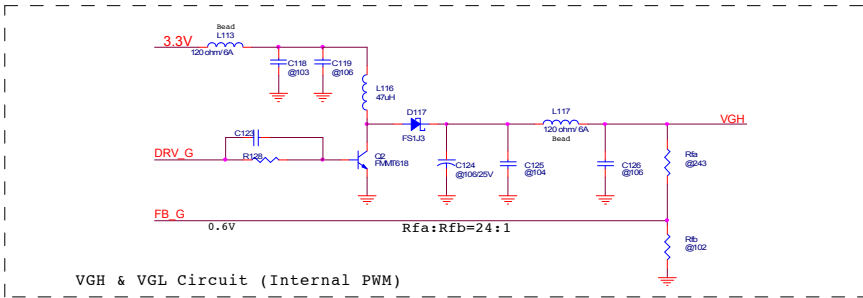 Bead
3.3V
L113
120 ohm/ 6A
C118
@103
C119
@106
L116
47uH
D117
FS1J3
L117
120 ohm/ 6A
Bead
VGH
C123
DRV_G
R128
Q2
FMMT618
C124
@106/25V
C125
@104
C126
@106
Rfa
@243
FB_G
0.6V
Rfa:Rfb=24:1
Rfb
@102
VGH & VGL Circuit (Internal PWM)